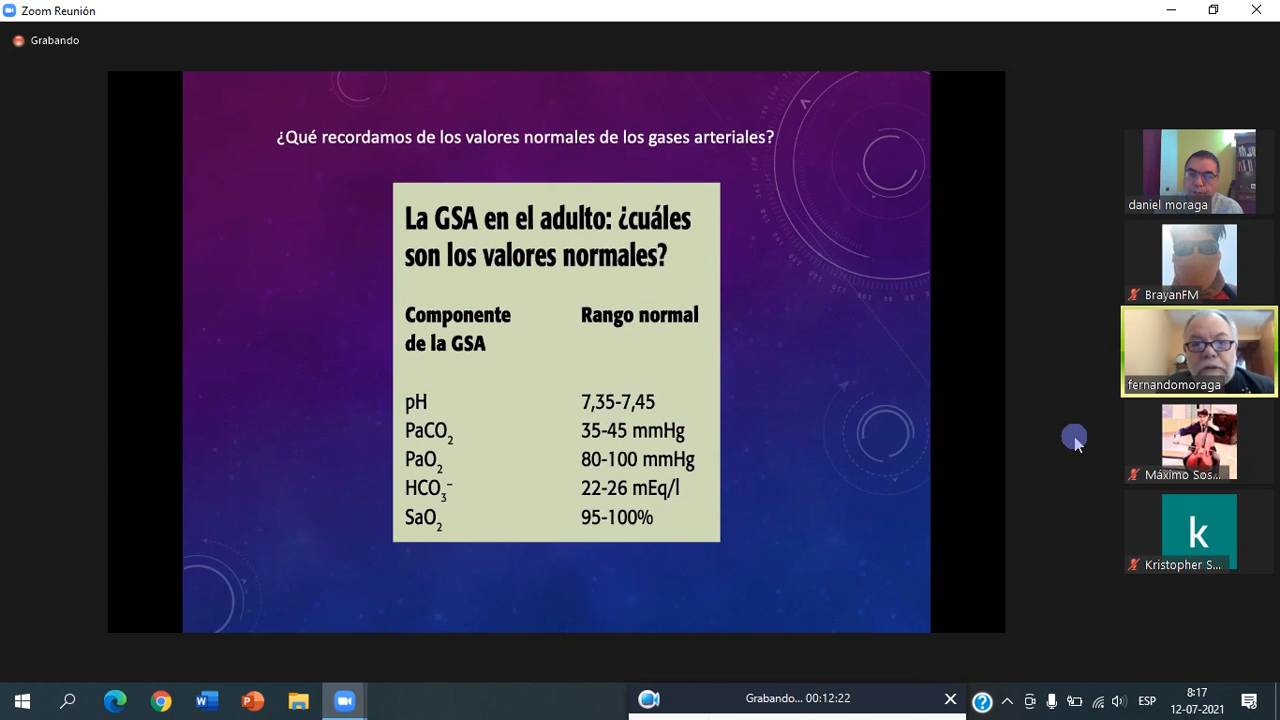 Zoom Reunión
Grabando
¿Qué recordamos de los valores normales de los gases arteriales?
La GSA en el adulto: ¿cuáles
son los valores normales?
Componente Rango normal
de la GSA
pH 7,35-7,45
PaCO₂ 35-45 mmHg
PaO₂ 80-100 mmHg
HCO₃⁻ 22-26 mEq/l
SaO₂ 95-100%
daniel moraga
BrayanFM
fernandomoraga
Máximo Sos...
k
Kristopher S...
Grabando... 00:12:22
ESP
8:17
12-07-2021